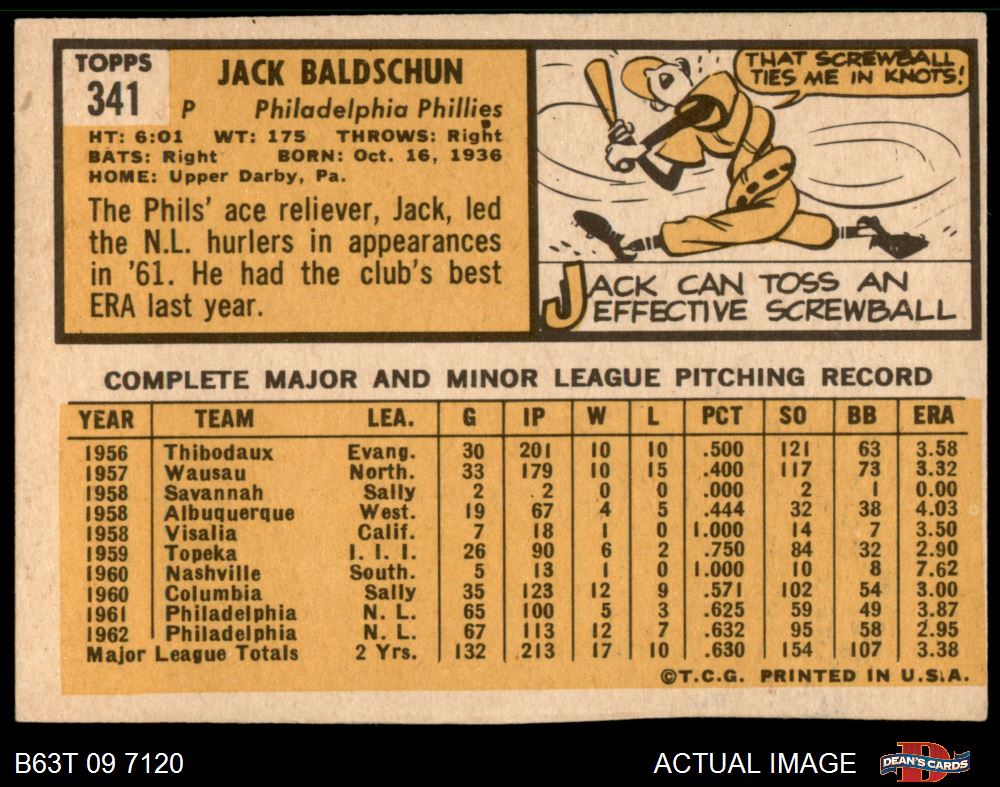 TOPPS
341
JACK BALDSCHUN
P Philadelphia Phillies
HT: 6:01 WT: 175 THROWS: Right
BATS: Right BORN: Oct. 16, 1936
HOME: Upper Darby, Pa.
The Phils' ace reliever, Jack, led
the N.L. hurlers in appearances
in '61. He had the club's best
ERA last year.
THAT SCREWBALL
TIES ME IN KNOTS!
JACK CAN TOSS AN
EFFECTIVE SCREWBALL
COMPLETE MAJOR AND MINOR LEAGUE PITCHING RECORD
YEAR TEAM LEA. G IP W L PCT SO BB ERA
1956 Thibodaux Evang. 30 201 10 10 .500 121 63 3.58
1957 Wausau North. 33 179 10 15 .400 117 73 3.32
1958 Savannah Sally 2 2 0 0 .000 2 1 0.00
1958 Albuquerque West. 19 67 4 5 .444 32 38 4.03
1958 Visalia Calif. 7 18 1 0 1.000 14 7 3.50
1959 Topeka I. I. I. 26 90 6 2 .750 84 32 2.90
1960 Nashville South. 5 13 1 0 1.000 10 8 7.62
1960 Columbia Sally 35 123 12 9 .571 102 54 3.00
1961 Philadelphia N. L. 65 100 5 3 .625 59 49 3.87
1962 Philadelphia N. L. 67 113 12 7 .632 95 58 2.95
Major League Totals 2 Yrs. 132 213 17 10 .630 154 107 3.38
©T.C.G. PRINTED IN U.S.A.
B63T 09 7120
ACTUAL IMAGE
D
DEAN'S CARDS